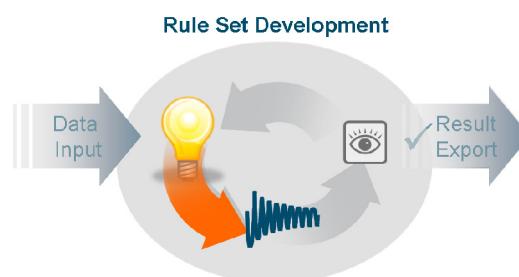 Rule Set Development
Data
Input
Result
Export